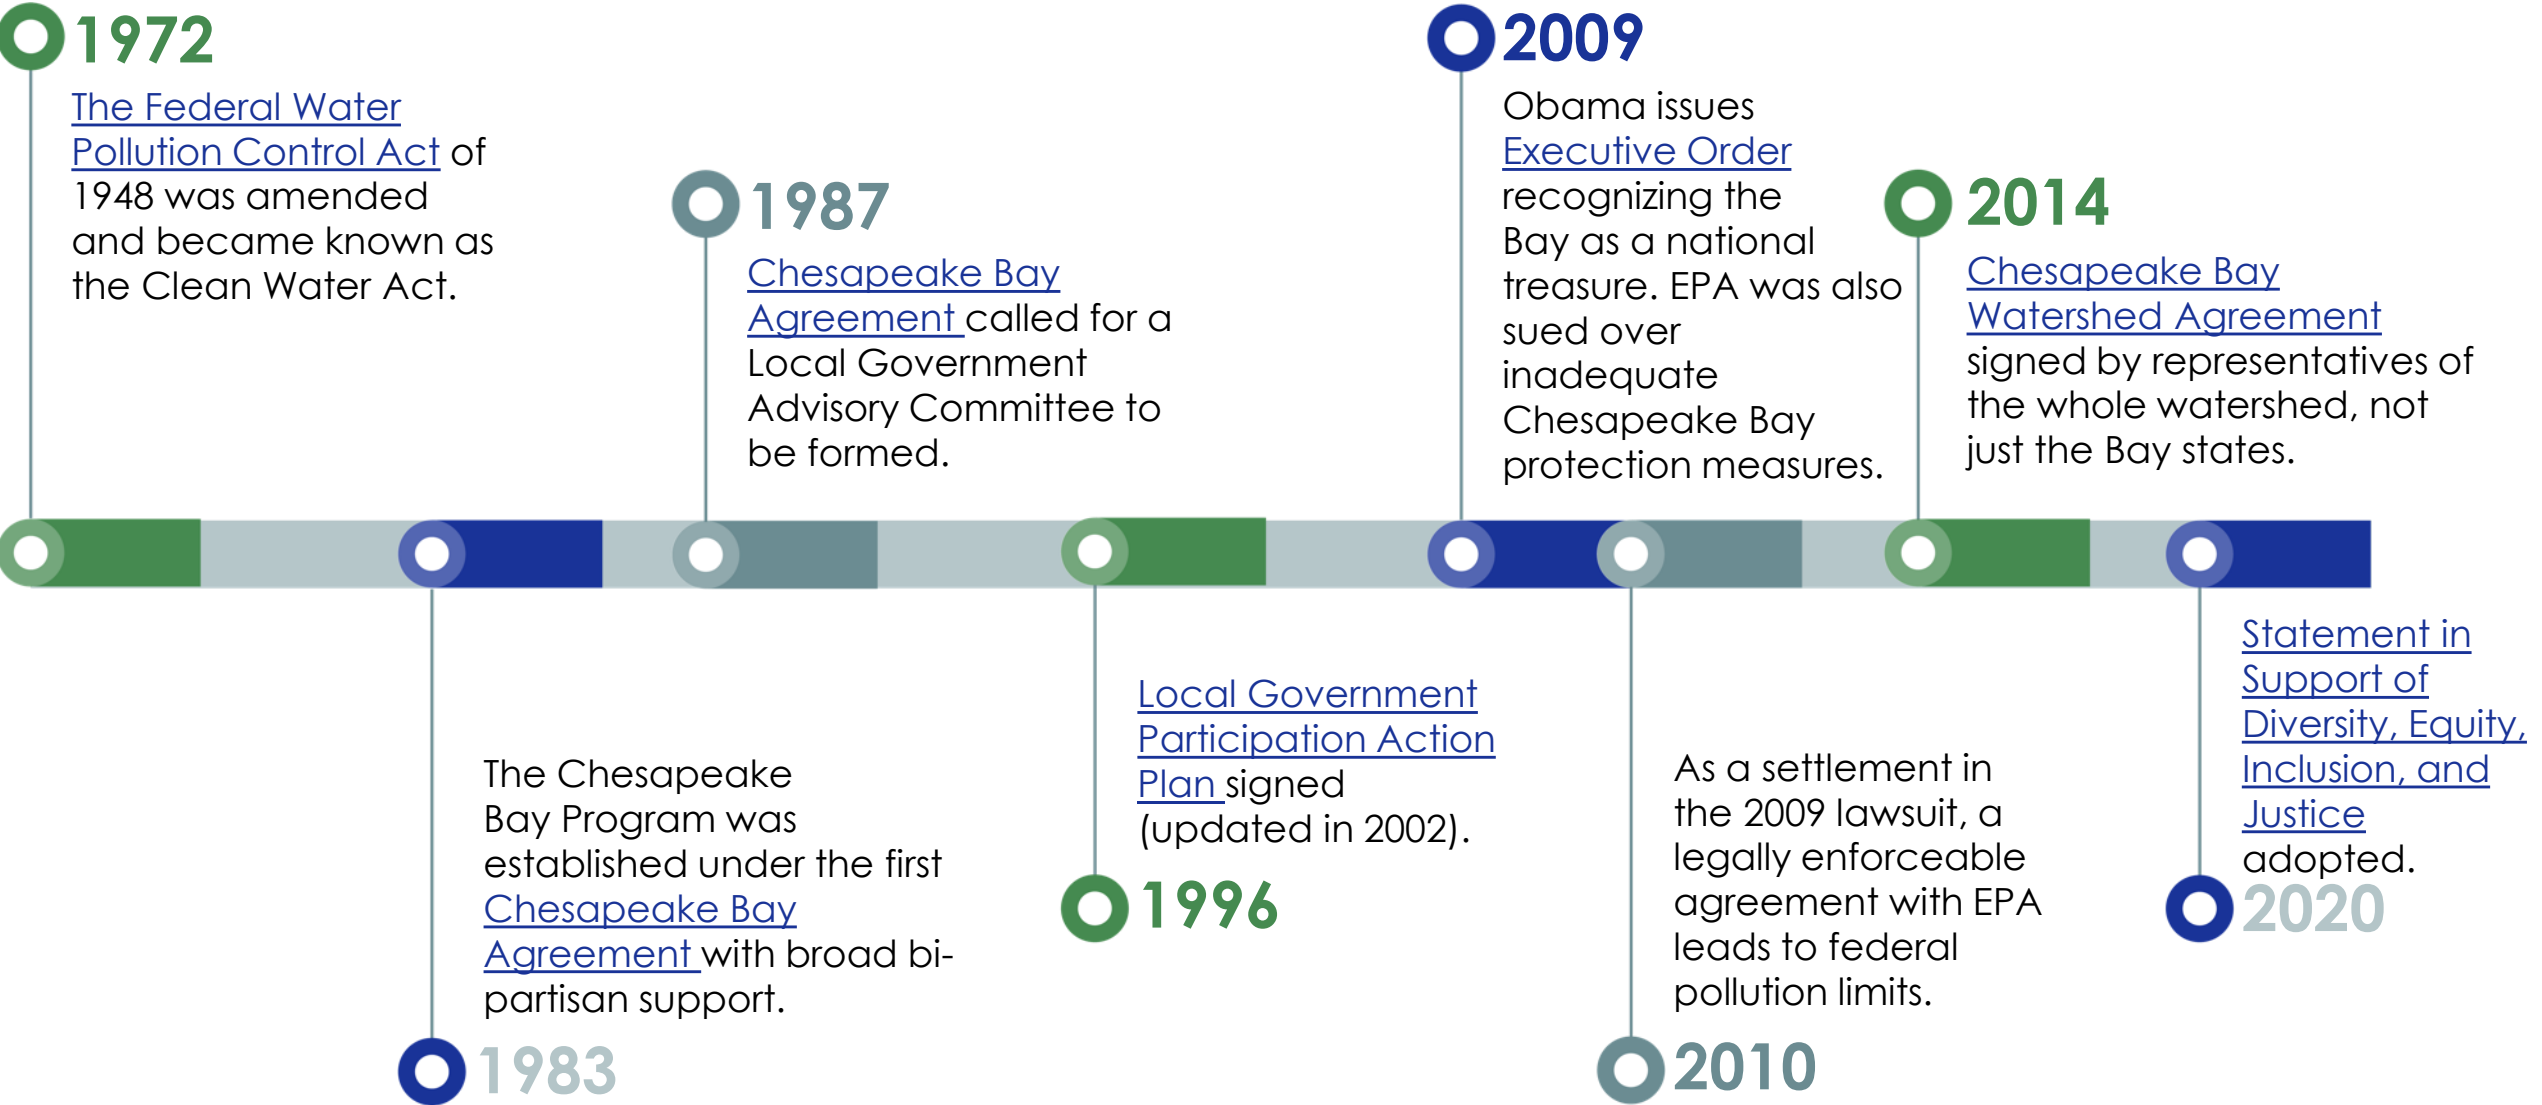 1972
The Federal Water
Pollution Control Act of
1948 was amended
and became known as
the Clean Water Act.
The Chesapeake
Bay Program was
established under the first
Chesapeake Bay
Agreement with broad bi-
partisan support.
1983
1987
Chesapeake Bay
Agreement called for a
Local Government
Advisory Committee to
be formed.
Local Government
Participation Action
Plan signed
(updated in 2002).
1996
2009
Obama issues
Executive Order
recognizing the
Bay as a national
treasure. EPA was also
sued over
inadequate
Chesapeake Bay
protection measures.
As a settlement in
the 2009 lawsuit, a
legally enforceable
agreement with EPA
leads to federal
pollution limits.
2010
2014
Chesapeake Bay
Watershed Agreement
signed by representatives of
the whole watershed, not
just the Bay states.
Statement in
Support of
Diversity, Equity,
Inclusion, and
Justice
adopted.
2020